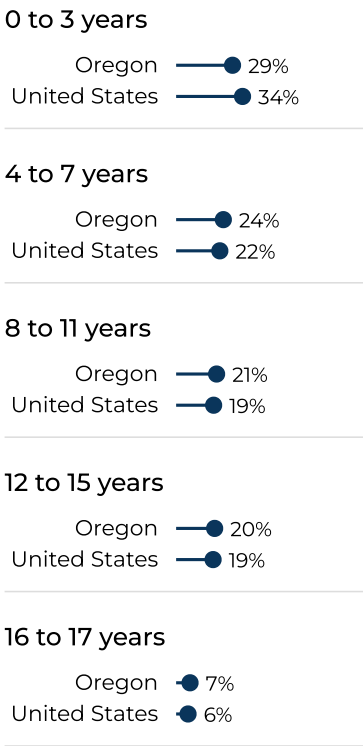 0 to 3 years
Oregon 29%
United States 34%
4 to 7 years
Oregon 24%
United States 22%
8 to 11 years
Oregon 21%
United States 19%
12 to 15 years
Oregon 20%
United States 19%
16 to 17 years
Oregon 7%
United States 6%